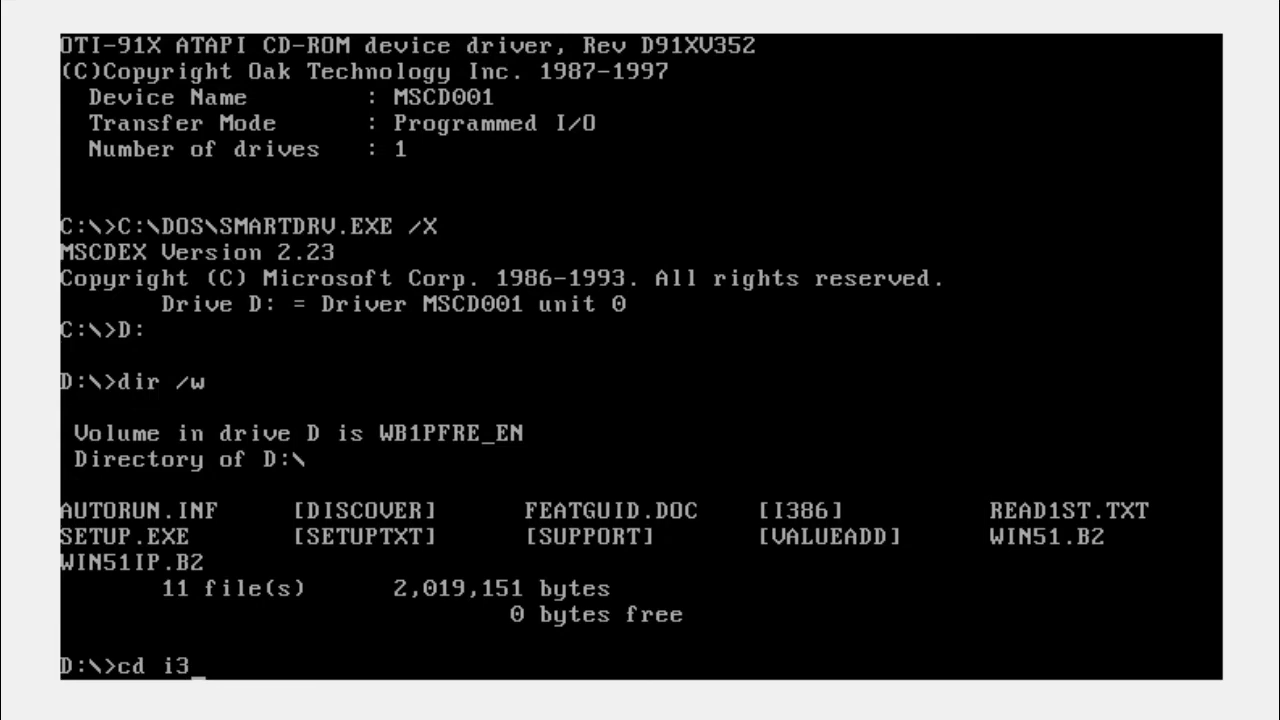 OTI-91X ATAPI CD-ROM device driver, Rev D91XV352
(C)Copyright Oak Technology Inc. 1987-1997
Device Name : MSCD001
Transfer Mode : Programmed I/O
Number of drives : 1
C:\>C:\DOS\SMARTDRV.EXE /X
MSCDEX Version 2.23
Copyright (C) Microsoft Corp. 1986-1993. All rights reserved.
Drive D: = Driver MSCD001 unit 0
C:\>D:
D:\>dir /w
Volume in drive D is WB1PFRE_EN
Directory of D:\
AUTORUN.INF [DISCOVER] FEATGUID.DOC [I386] READ1ST.TXT
SETUP.EXE [SETUPTXT] [SUPPORT] [VALUEADD] WIN51.B2
WIN51IP.B2
11 file(s) 2,019,151 bytes
0 bytes free
D:\>cd i3_